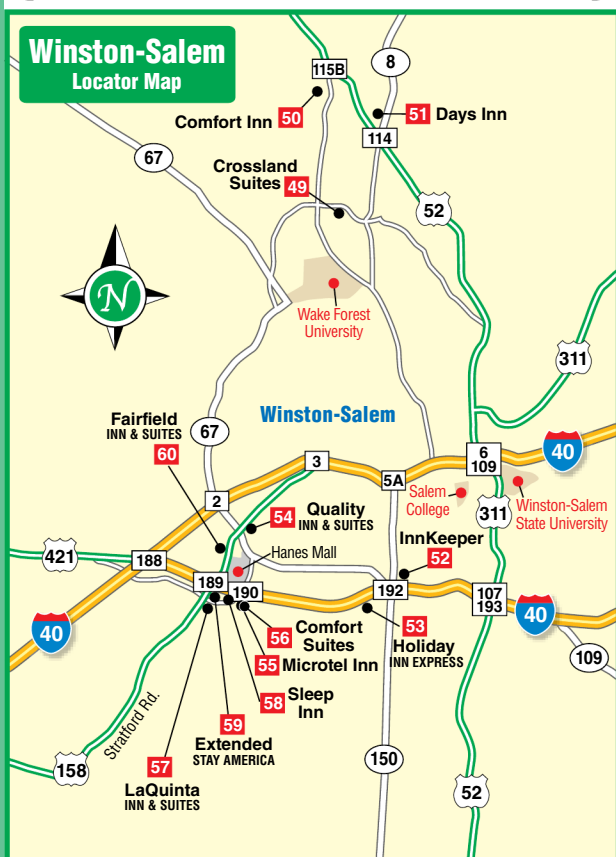 Winston-Salem
Locator Map
115B
8
Comfort Inn 50
51 Days Inn
114
67
Crossland
Suites 49
52
N
Wake Forest
University
311
Winston-Salem
Fairfield
INN & SUITES
60
67
3
6
109
40
5A
2
Salem
College
Winston-Salem
State University
54 Quality
INN & SUITES
311
InnKeeper
52
Hanes Mall
421
188
189
190
192
107
193
40
40
56 Comfort
Suites
53
Holiday
INN EXPRESS
55 Microtel Inn
109
58 Sleep
Inn
Stratford Rd.
59
Extended
STAY AMERICA
150
158
57
LaQuinta
INN & SUITES
52